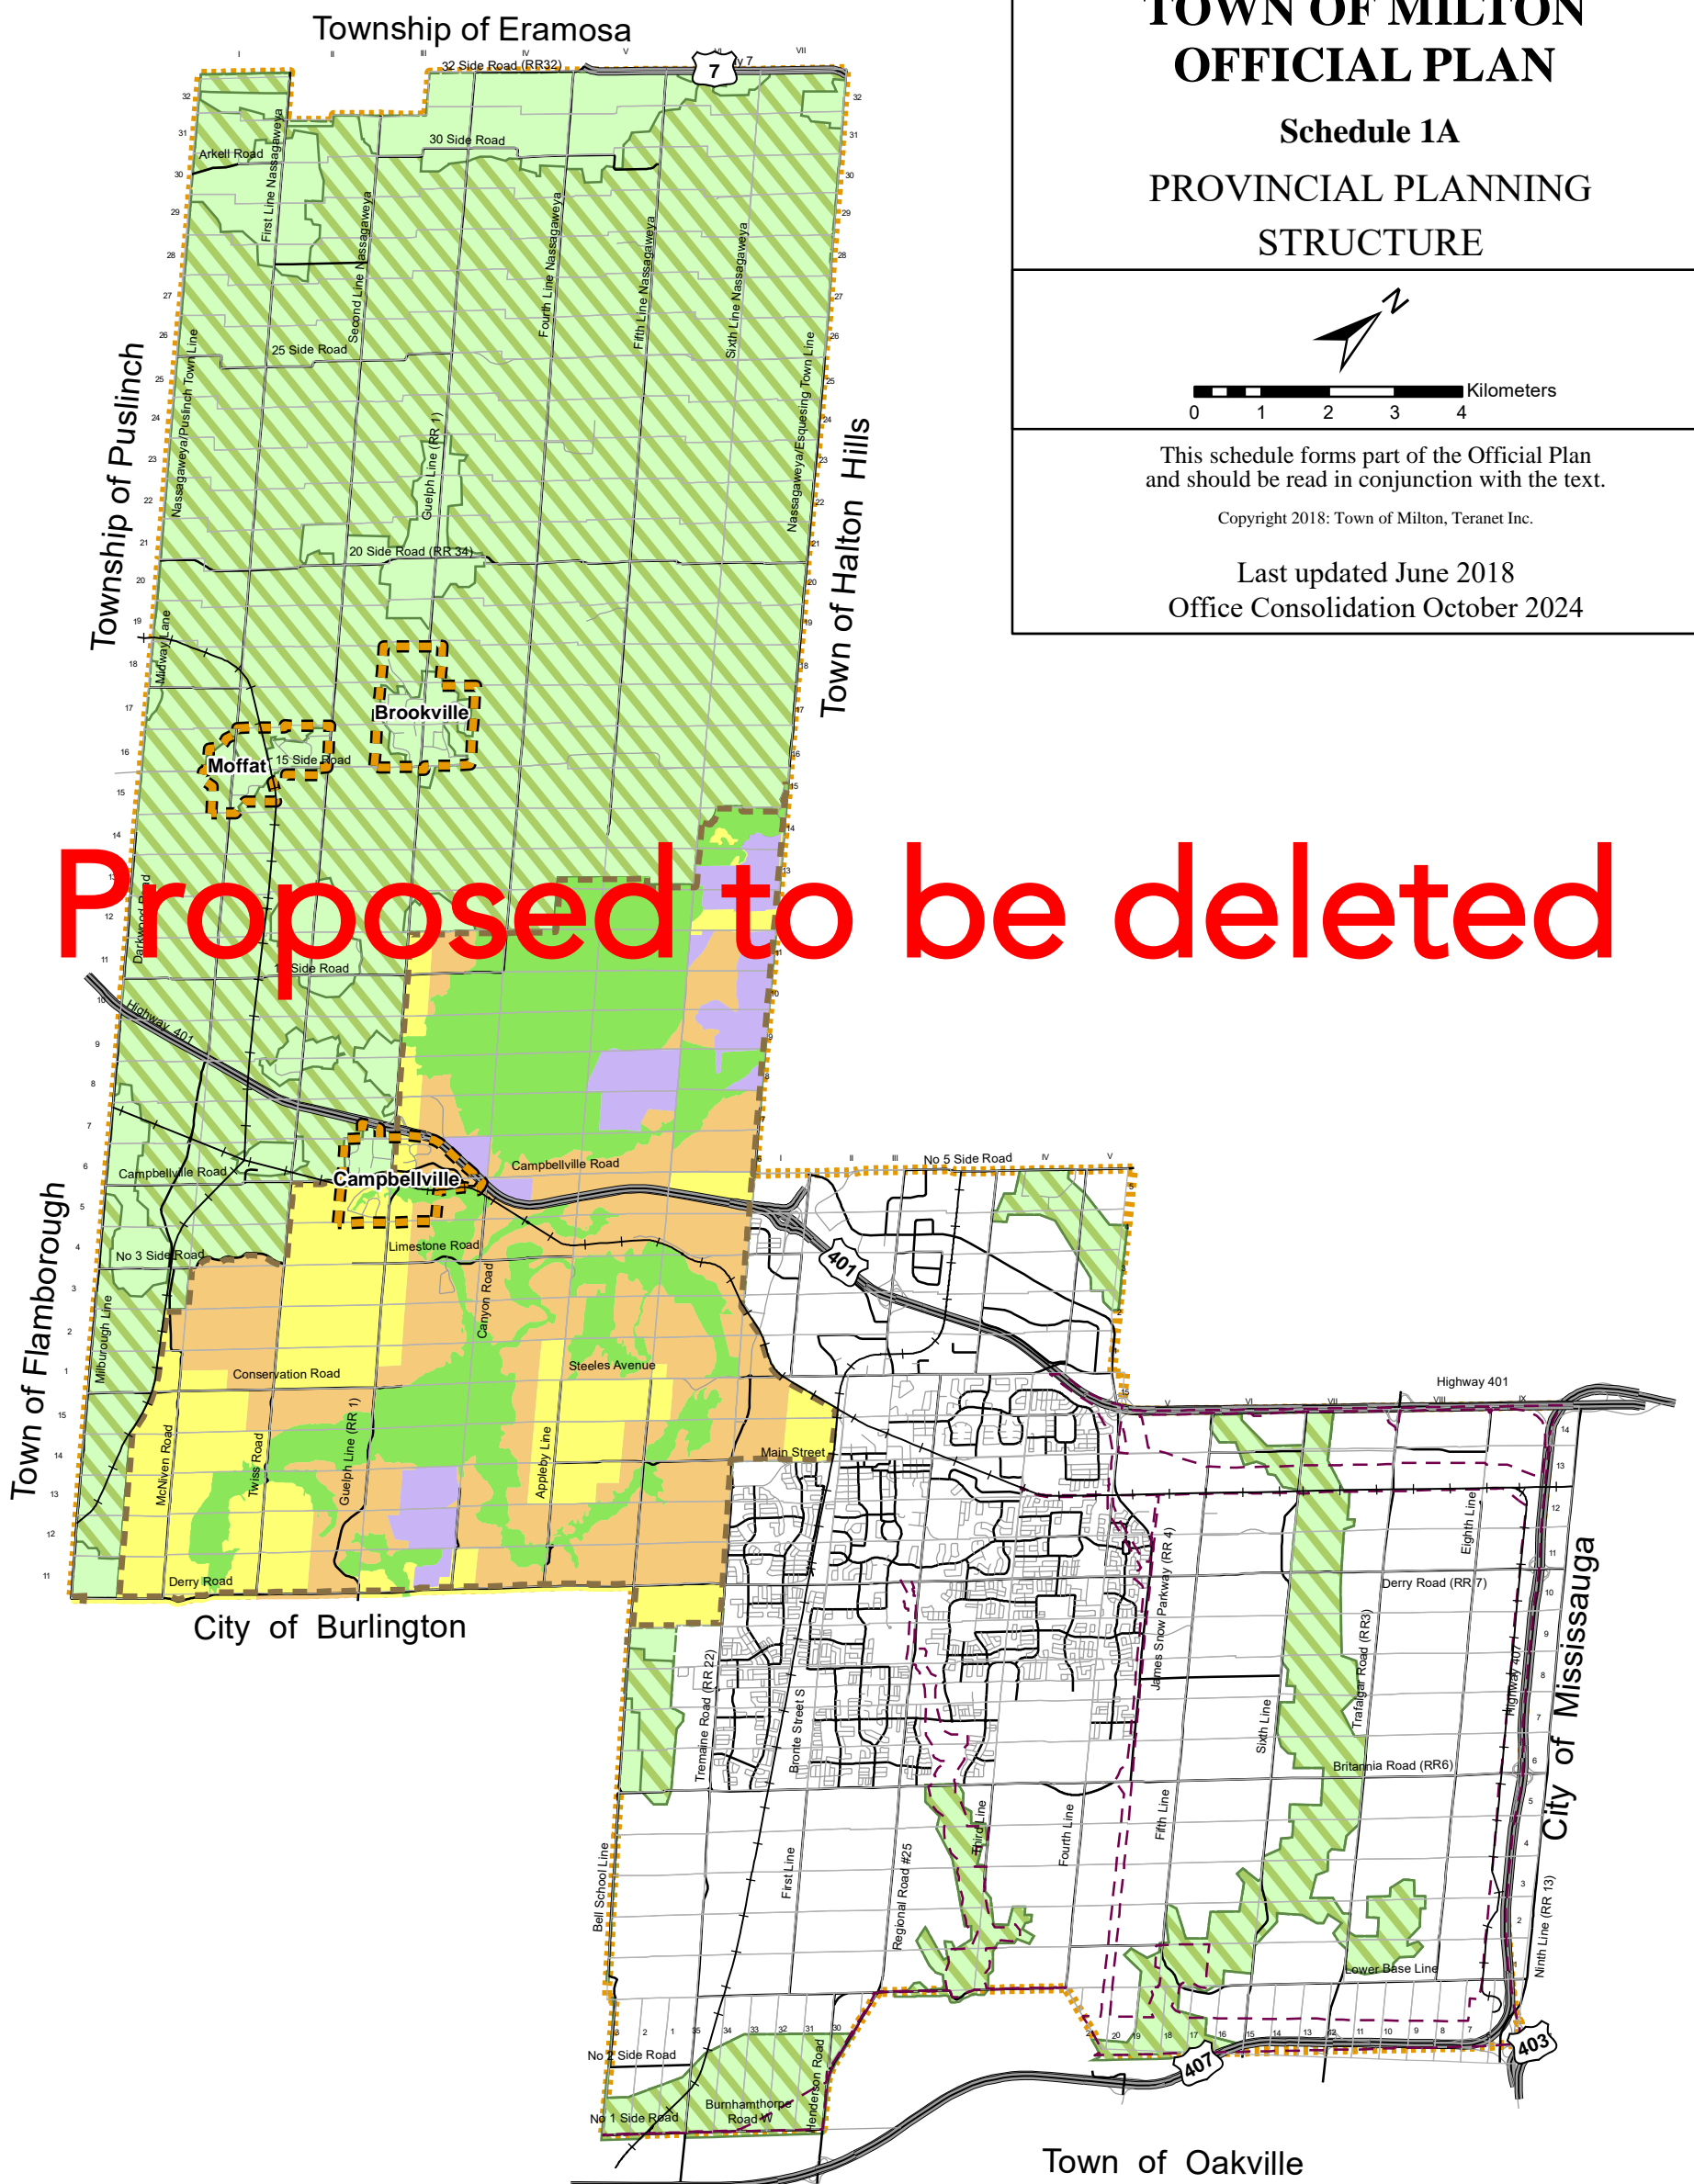 Township of Eramosa
TOWN OF MILTON
OFFICIAL PLAN
Schedule 1A
PROVINCIAL PLANNING
STRUCTURE
N
Kilometers
0 1 2 3 4
This schedule forms part of the Official Plan
and should be read in conjunction with the text.
Copyright 2018: Town of Milton, Teranet Inc.
Last updated June 2018
Office Consolidation October 2024
I II III IV V VI VII
32 Side Road (RR32)
7
y 7
30 Side Road
Arkell Road
First Line Nassagaweya
Second Line Nassagaweya
Fourth Line Nassagaweya
Fifth Line Nassagaweya
Sixth Line Nassagaweya
Nassagaweya/Puslinch Town Line
Nassagaweya/Esquesing Town Line
25 Side Road
Guelph Line (RR 1)
20 Side Road (RR 34)
Township of Puslinch
Town of Halton Hills
Midway Lane
Brookville
Moffat
15 Side Road
Proposed to be deleted
Darkwood Road
Side Road
Highway 401
Campbellville Road
Campbellville Road
Campbellville
No 5 Side Road
Limestone Road
No 3 Side Road
Canyon Road
401
Town of Flamborough
Milburough Line
Conservation Road
Steeles Avenue
Highway 401
McNiven Road
Twiss Road
Guelph Line (RR 1)
Appleby Line
Main Street
Derry Road
City of Burlington
James Snow Parkway (RR 4)
Eighth Line
Derry Road (RR 7)
Trafalgar Road (RR3)
Highway 407
City of Mississauga
Tremaine Road (RR 22)
Bronte Street S
Sixth Line
Britannia Road (RR6)
Bell School Line
First Line
Regional Road #25
Third Line
Fourth Line
Fifth Line
Ninth Line (RR 13)
Lower Base Line
No 2 Side Road
Henderson Road
407
403
No 1 Side Road
Burnhamthorpe
Road W
Town of Oakville